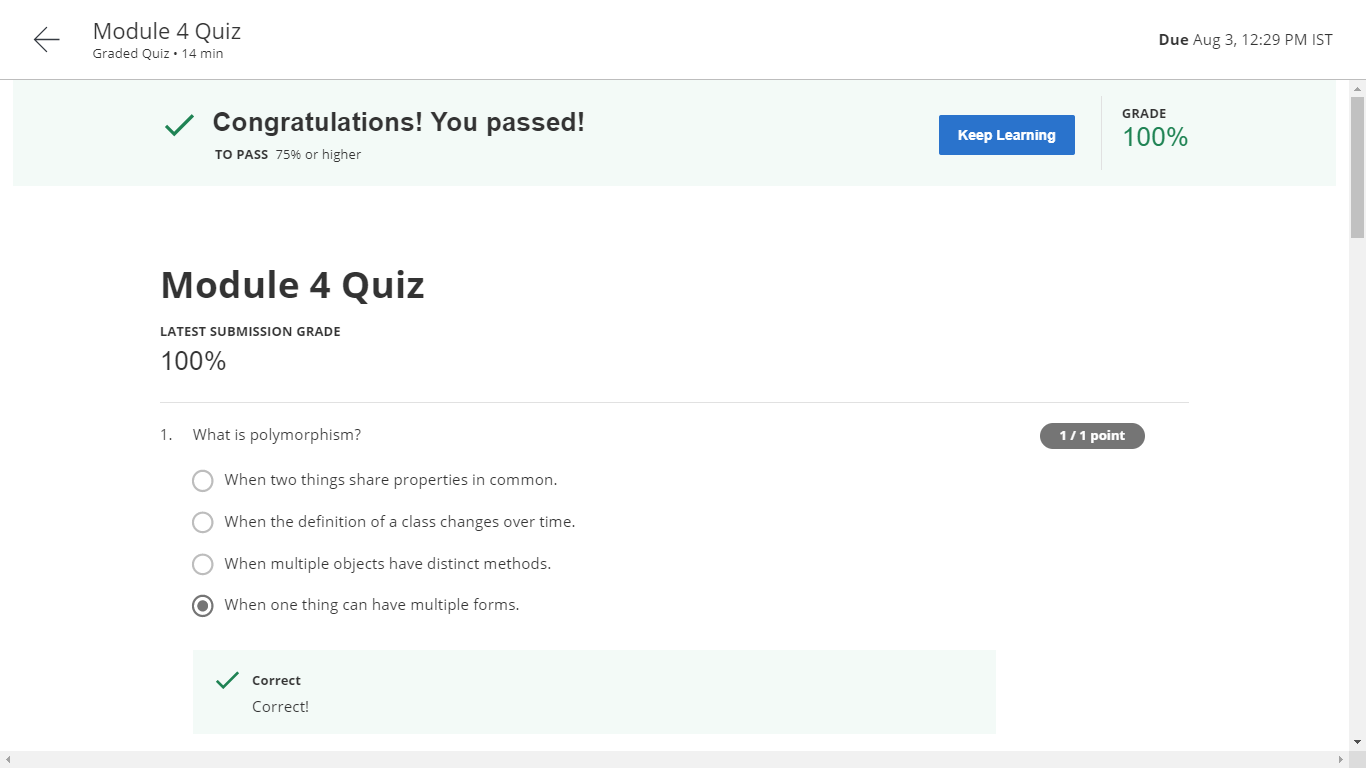 Module 4 Quiz
Graded Quiz • 14 min
Due Aug 3, 12:29 PM IST
Congratulations! You passed!
TO PASS 75% or higher
Keep Learning
GRADE
100%
Module 4 Quiz
LATEST SUBMISSION GRADE
100%
1. What is polymorphism?
1 / 1 point
When two things share properties in common.
When the definition of a class changes over time.
When multiple objects have distinct methods.
When one thing can have multiple forms.
Correct
Correct!